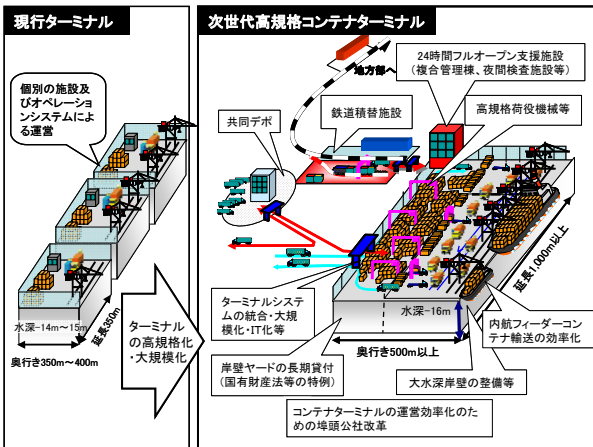 現行ターミナル
個別の施設及
びオペレーショ
ンシステムによ
る運営
水深-14m～15m
延長350m
奥行き350m～400m
ターミナル
の高規格化
・大規模化
次世代高規格コンテナターミナル
地方部へ
24時間フルオープン支援施設
（複合管理棟、夜間検査施設等）
鉄道積替施設
高規格荷役機械等
共同デポ
延長1,000m以上
ターミナルシステ
ムの統合・大規
模化・IT化等
水深-16m
内航フィーダーコン
テナ輸送の効率化
岸壁ヤードの長期貸付
（国有財産法等の特例）
奥行き500m以上
大水深岸壁の整備等
コンテナターミナルの運営効率化のた
めの埠頭公社改革